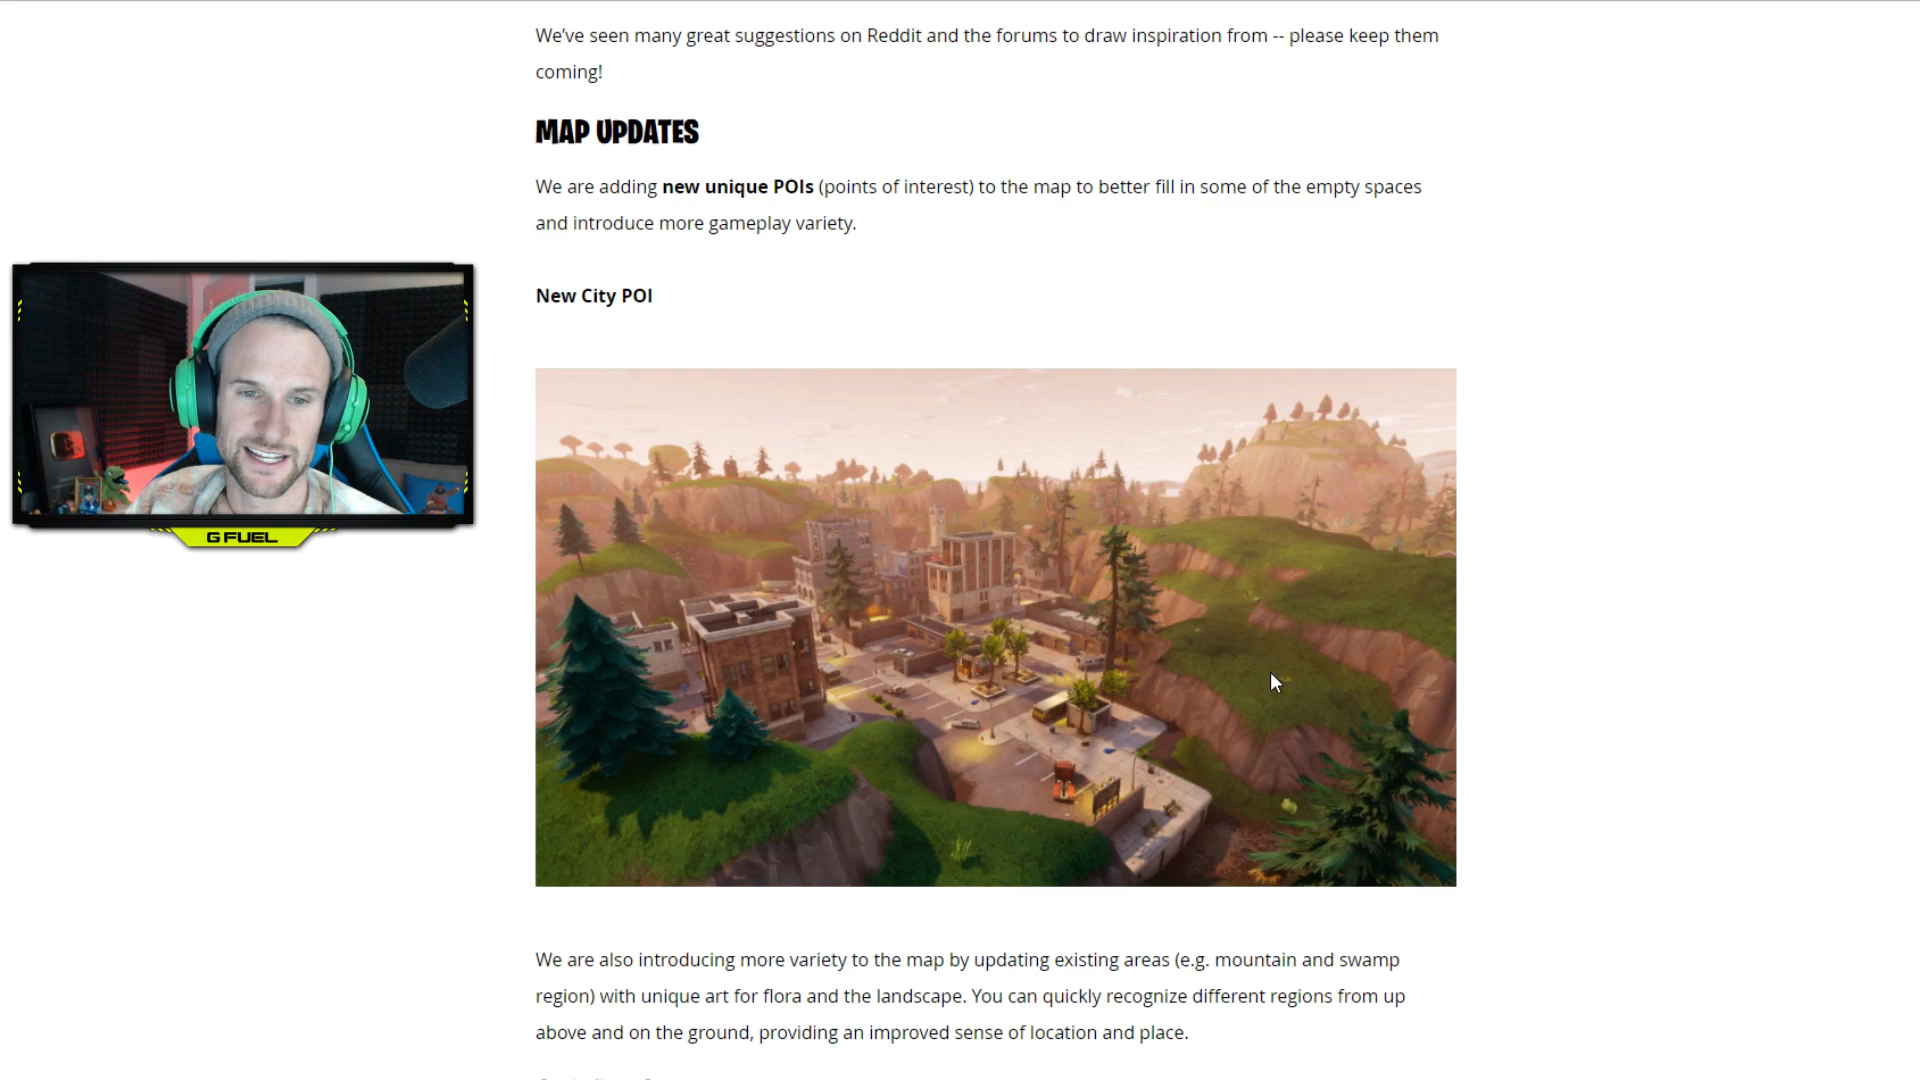 We've seen many great suggestions on Reddit and the forums to draw inspiration from -- please keep them
coming!
MAP UPDATES
We are adding new unique POIs (points of interest) to the map to better fill in some of the empty spaces
and introduce more gameplay variety.
New City POI
G FUEL
We are also introducing more variety to the map by updating existing areas (e.g. mountain and swamp
region) with unique art for flora and the landscape. You can quickly recognize different regions from up
above and on the ground, providing an improved sense of location and place.